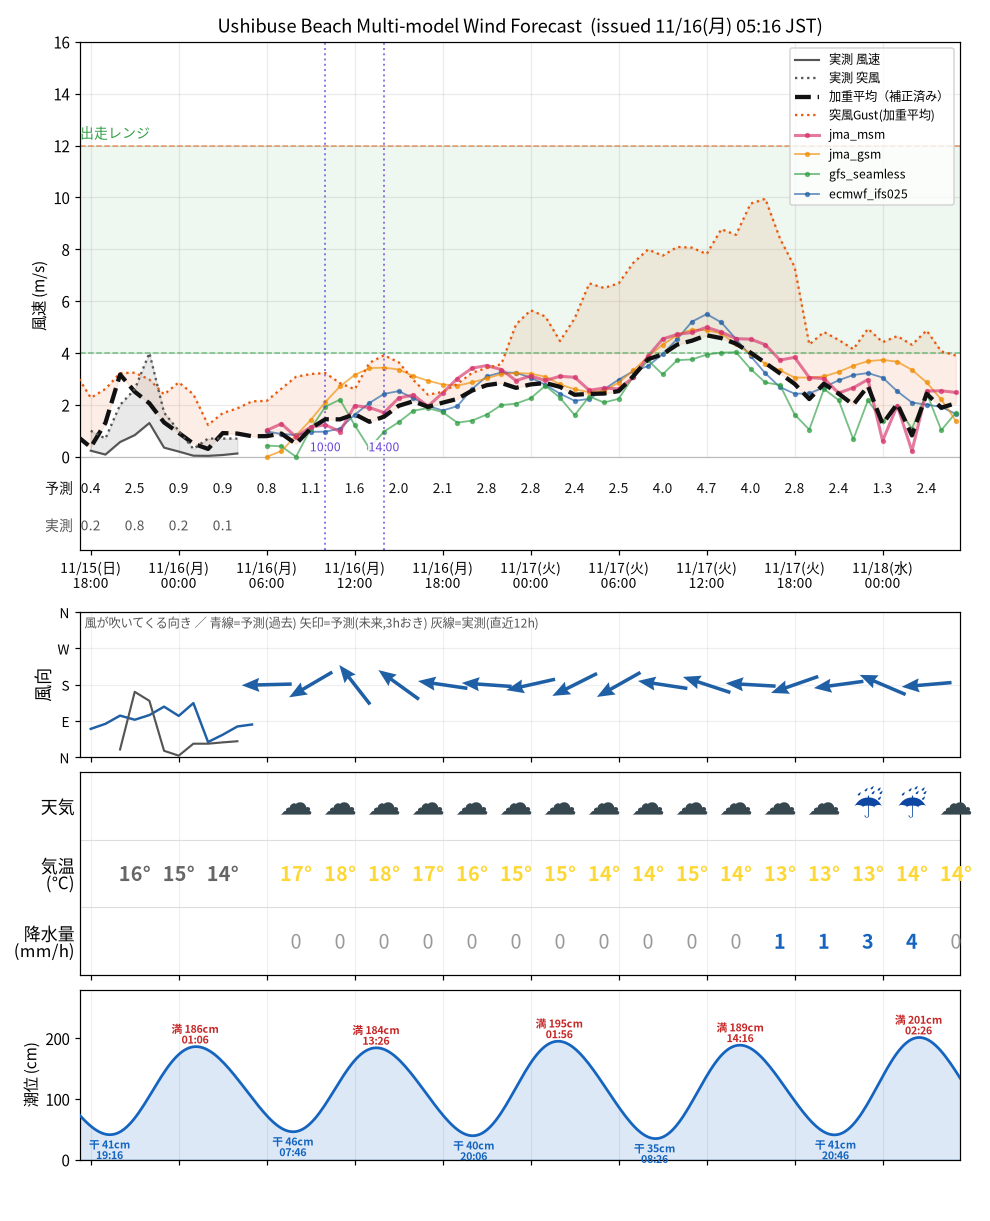 Ushibuse Beach Multi-model Wind Forecast (issued 11/16(月) 05:16 JST)
16
14
12
10
8
6
4
2
0
風速 (m/s)
出走レンジ
実測 風速
実測 突風
加重平均（補正済み）
突風Gust(加重平均)
jma_msm
jma_gsm
gfs_seamless
ecmwf_ifs025
10:00 14:00
予測 0.4 2.5 0.9 0.9 0.8 1.1 1.6 2.0 2.1 2.8 2.8 2.4 2.5 4.0 4.7 4.0 2.8 2.4 1.3 2.4
実測 0.2 0.8 0.2 0.1
11/15(日) 11/16(月) 11/16(月) 11/16(月) 11/16(月) 11/17(火) 11/17(火) 11/17(火) 11/17(火) 11/18(水)
18:00 00:00 06:00 12:00 18:00 00:00 06:00 12:00 18:00 00:00
風が吹いてくる向き ／ 青線=予測(過去) 矢印=予測(未来,3hおき) 灰線=実測(直近12h)
N
W
S
E
N
風向
天気
気温
(℃)
16° 15° 14° 17° 18° 18° 17° 16° 15° 15° 14° 14° 15° 14° 13° 13° 13° 14° 14°
降水量
(mm/h)
0 0 0 0 0 0 0 0 0 0 0 1 1 3 4 0
潮位 (cm)
200
100
0
満 186cm
01:06
満 184cm
13:26
満 195cm
01:56
満 189cm
14:16
満 201cm
02:26
干 41cm
19:16
干 46cm
07:46
干 40cm
20:06
干 35cm
08:26
干 41cm
20:46